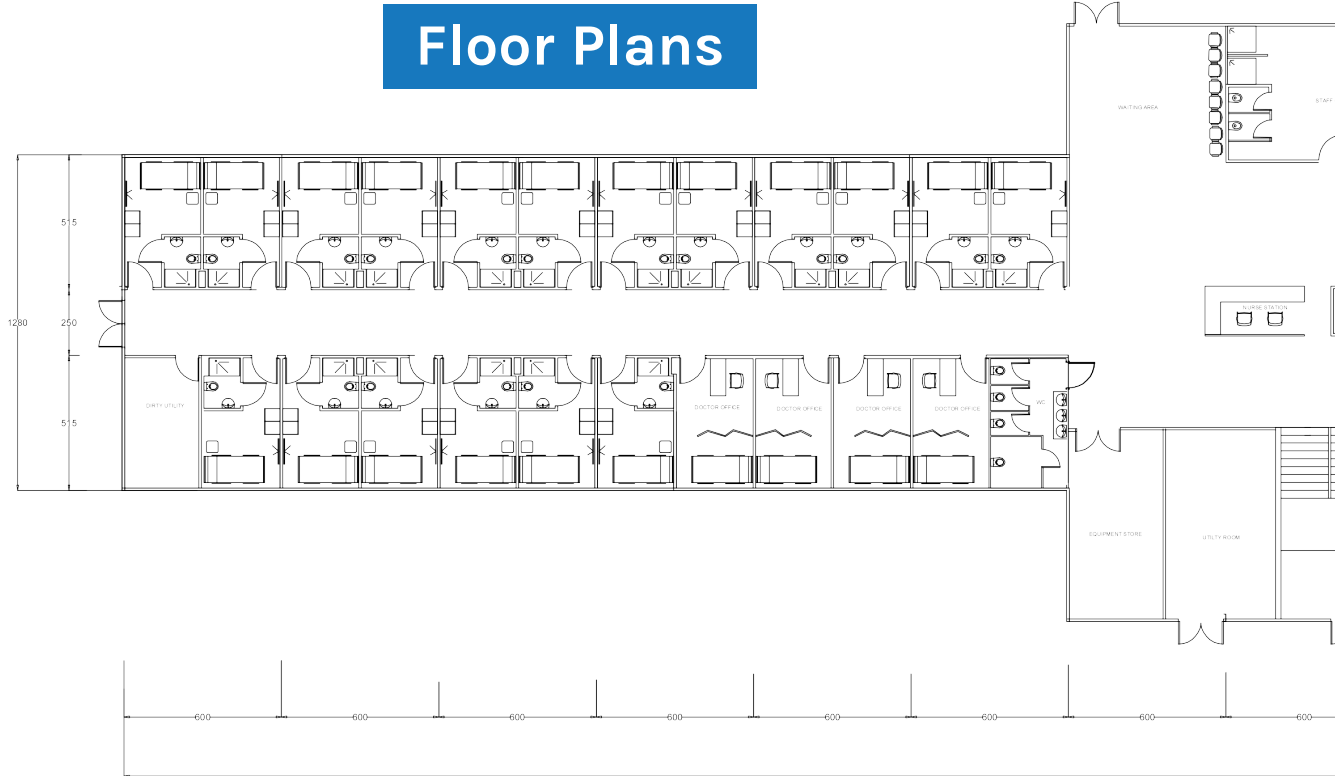 Floor Plans
WAITING AREA
STAFF
515
1280
250
NURSE STATION
515
DIRTY UTILITY
DOCTOR OFFICE
DOCTOR OFFICE
DOCTOR OFFICE
DOCTOR OFFICE
WC
EQUIPMENT STORE
UTILITY ROOM
600
600
600
600
600
600
600
600